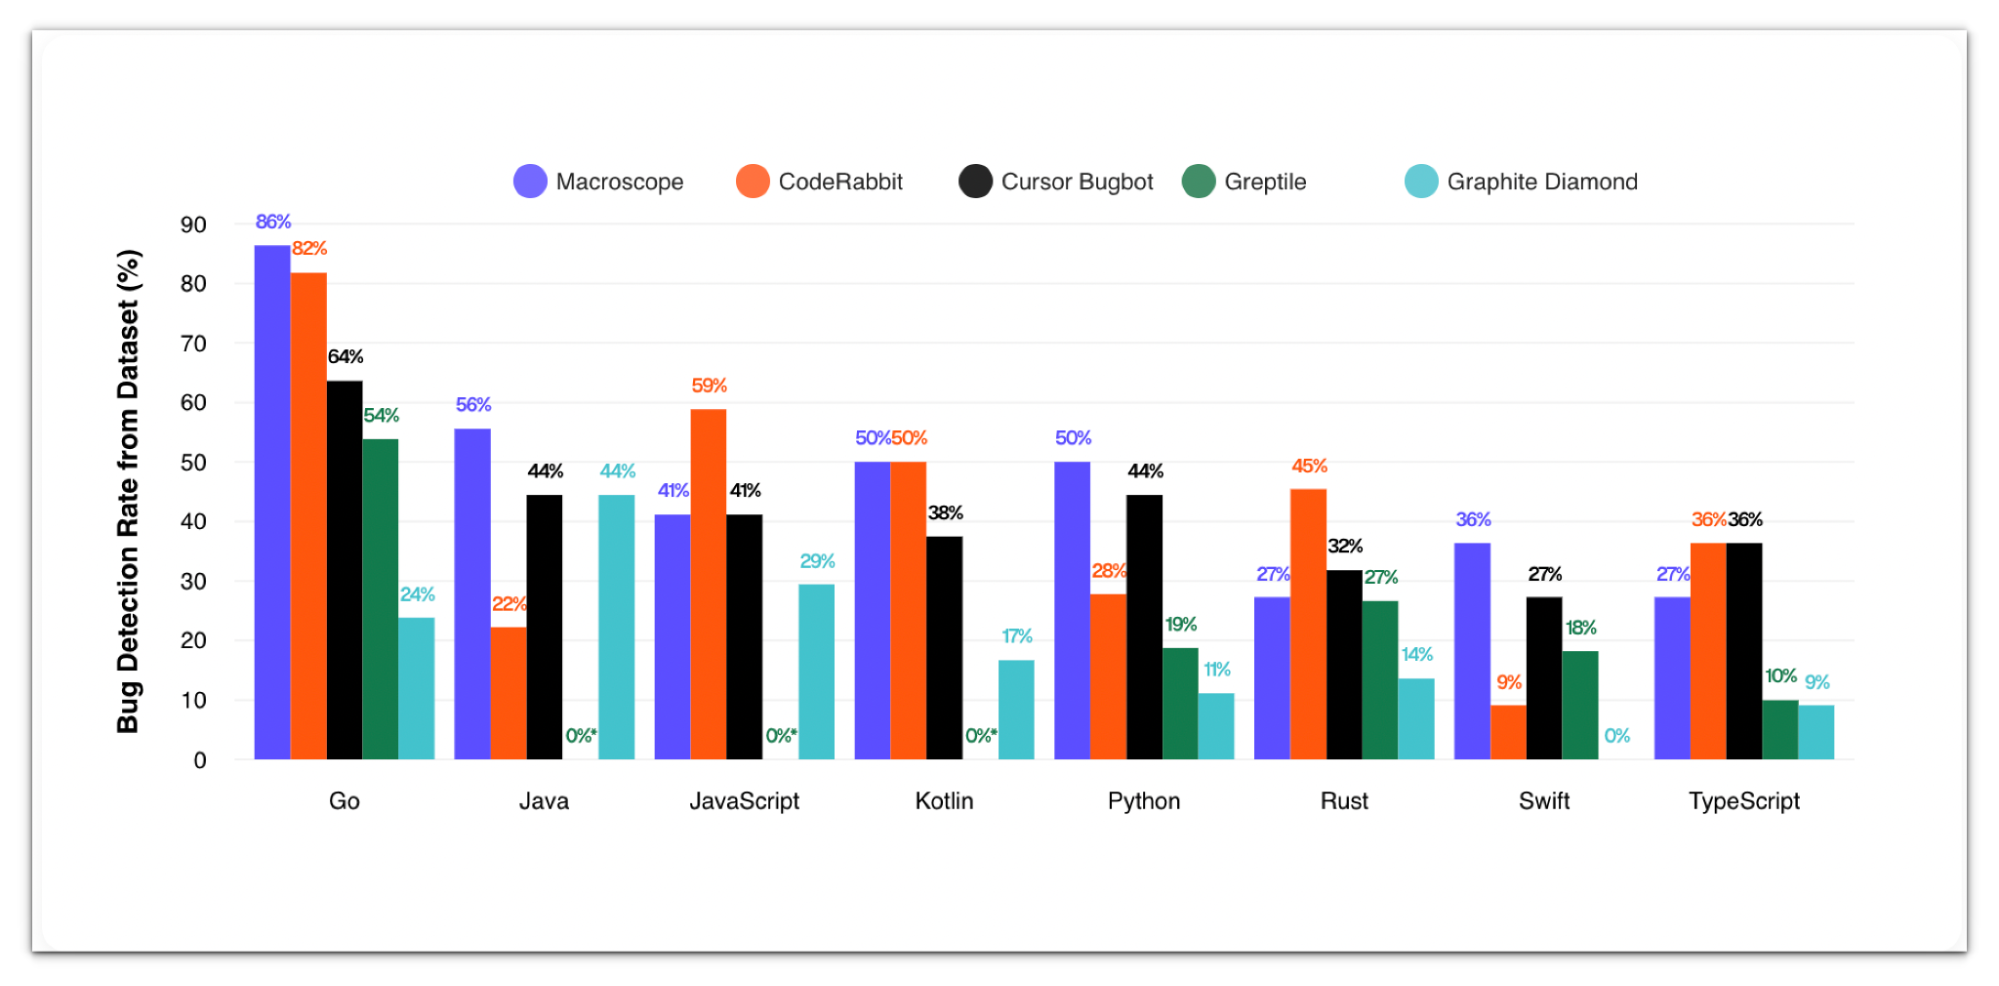 Macroscope CodeRabbit Cursor Bugbot Greptile Graphite Diamond
Bug Detection Rate from Dataset (%)
90
80
70
60
50
40
30
20
10
0
86% 82% 64% 54% 24%
56% 22% 44% 0%* 44%
41% 59% 41% 0%* 29%
50% 50% 38% 0%* 17%
50% 28% 44% 19% 11%
27% 45% 32% 27% 14%
36% 9% 27% 18% 0%
27% 36% 36% 10% 9%
Go Java JavaScript Kotlin Python Rust Swift TypeScript